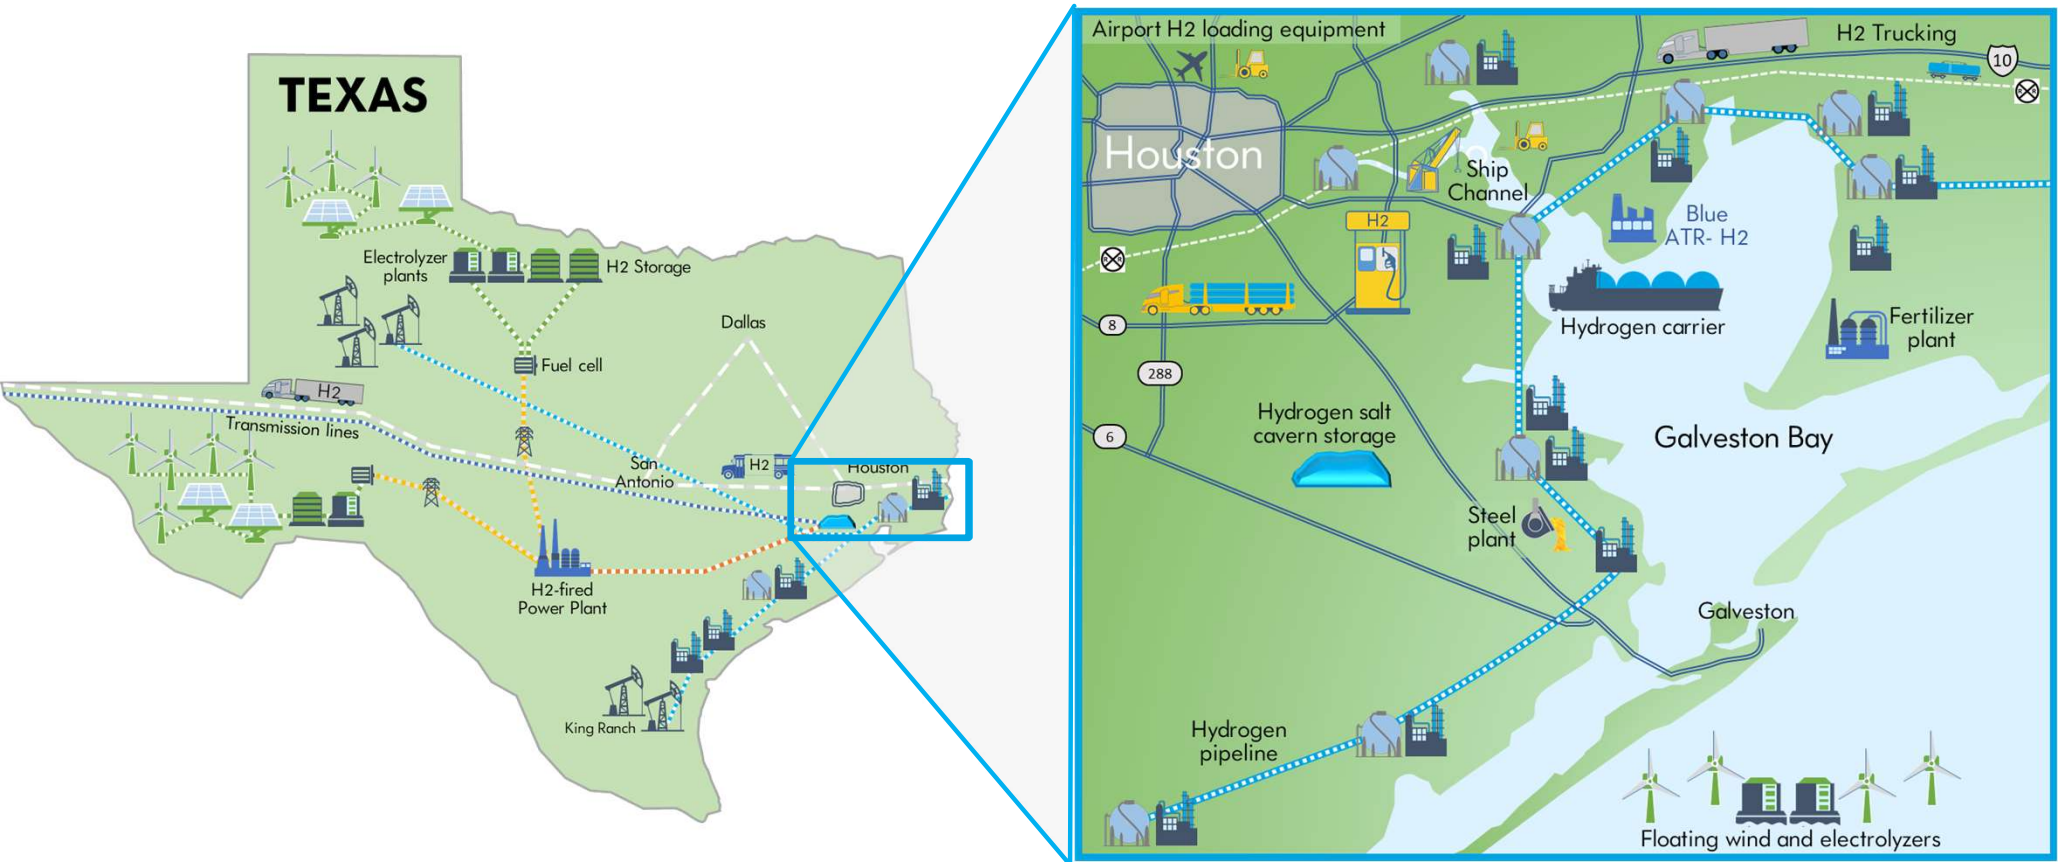 TEXAS
Electrolyzer
plants
H2 Storage
Dallas
Fuel cell
H2
Transmission lines
San
Antonio
H2
Houston
H2-fired
Power Plant
King Ranch
Airport H2 loading equipment
H2 Trucking
10
Houston
Ship
Channel
H2
Blue
ATR- H2
Hydrogen carrier
Fertilizer
plant
8
288
6
Hydrogen salt
cavern storage
Galveston Bay
Steel
plant
Galveston
Hydrogen
pipeline
Floating wind and electrolyzers